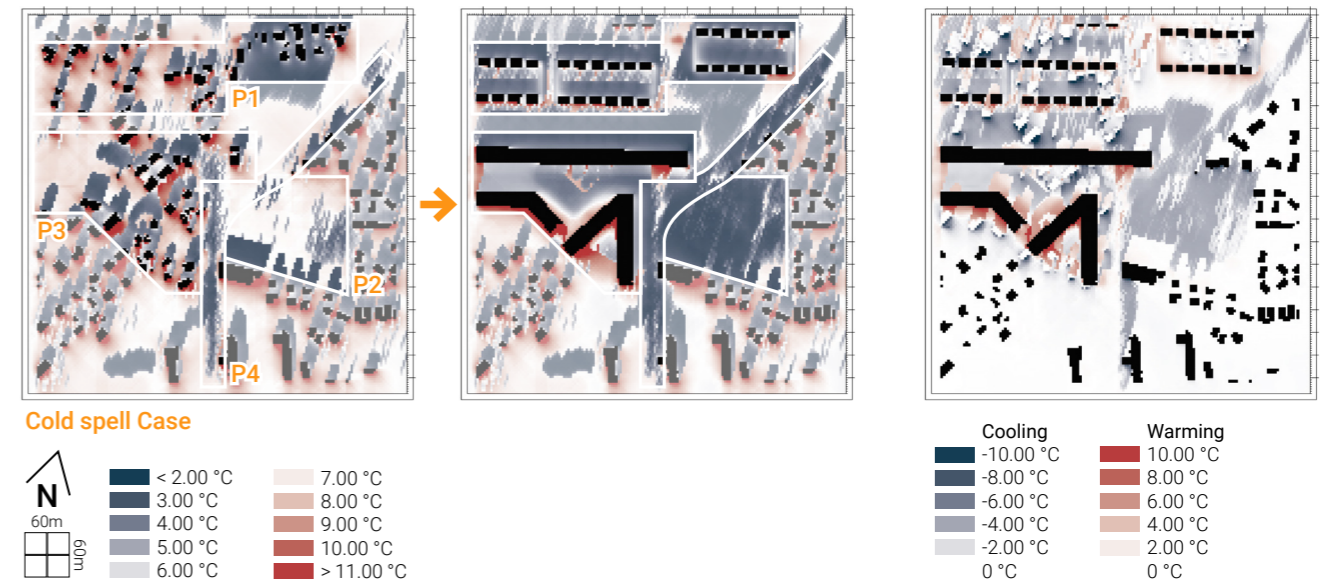 P1
P3
P2
P4
Cold spell Case
N
60m
60m
< 2.00 °C
3.00 °C
4.00 °C
5.00 °C
6.00 °C
7.00 °C
8.00 °C
9.00 °C
10.00 °C
> 11.00 °C
Cooling
-10.00 °C
-8.00 °C
-6.00 °C
-4.00 °C
-2.00 °C
0 °C
Warming
10.00 °C
8.00 °C
6.00 °C
4.00 °C
2.00 °C
0 °C